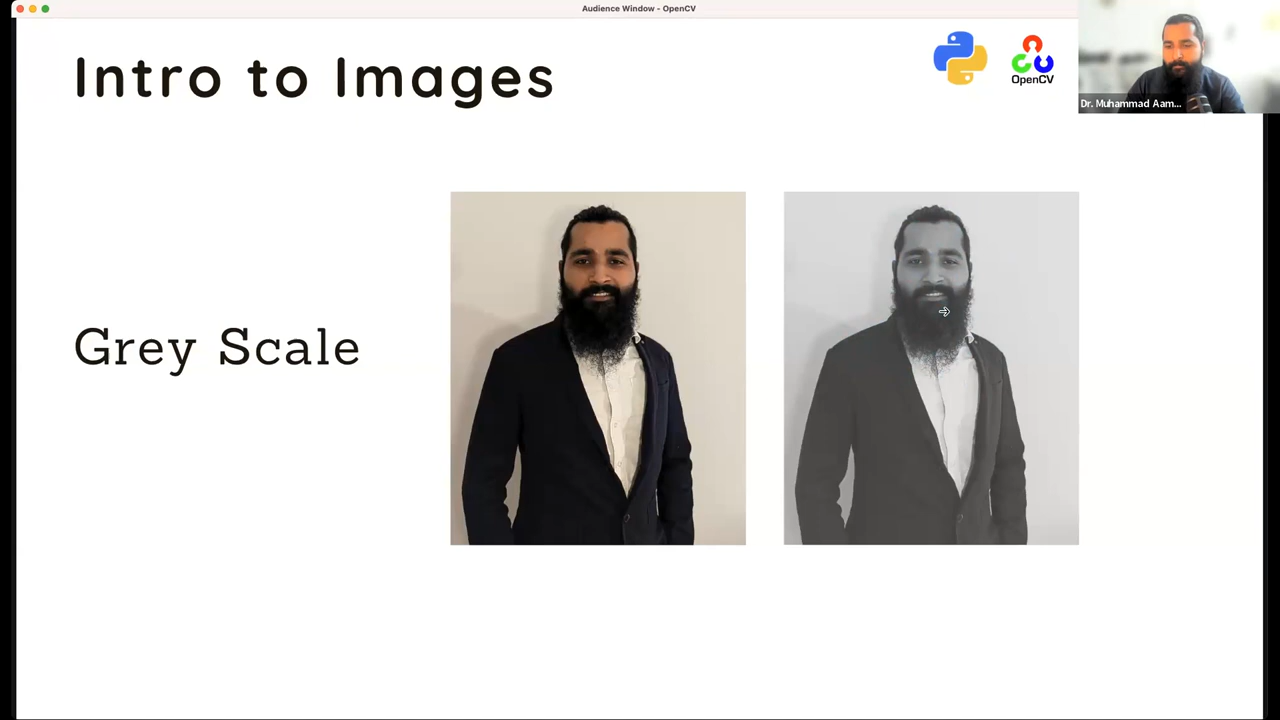 Audience Window - OpenCV
Intro to Images
OpenCV
Dr. Muhammad Aam...
Grey Scale